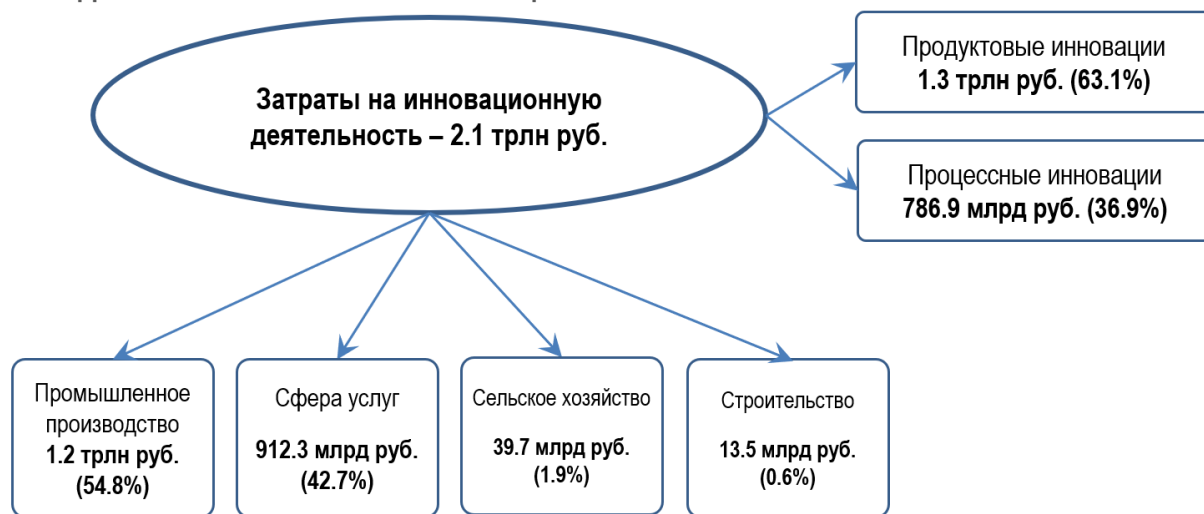 Затраты на инновационную
деятельность – 2.1 трлн руб.
Продуктовые инновации
1.3 трлн руб. (63.1%)
Процессные инновации
786.9 млрд руб. (36.9%)
Промышленное
производство
1.2 трлн руб.
(54.8%)
Сфера услуг
912.3 млрд руб.
(42.7%)
Сельское хозяйство
39.7 млрд руб.
(1.9%)
Строительство
13.5 млрд руб.
(0.6%)